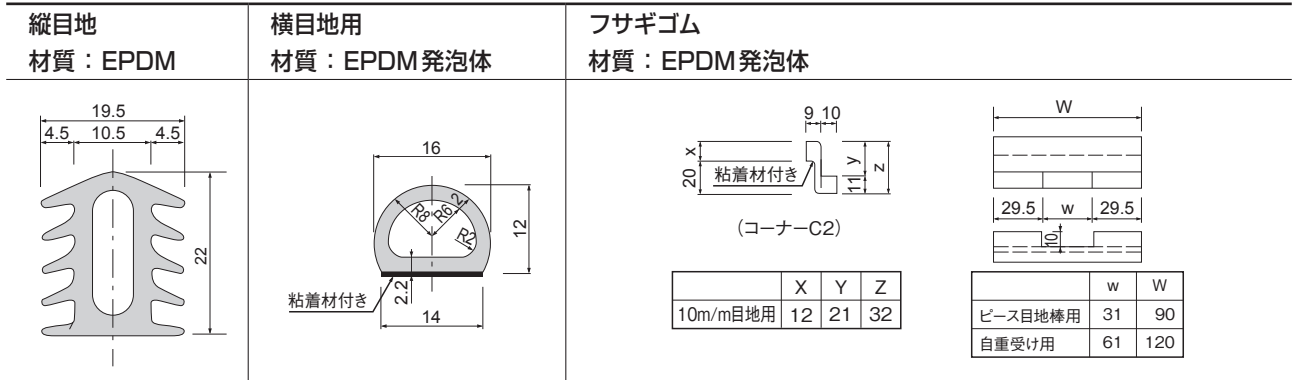 縦目地
材質：EPDM
横目地用
材質：EPDM発泡体
フサギゴム
材質：EPDM発泡体
19.5
4.5 10.5 4.5
22
16
R8 R6 2
R2
12
2.2
粘着材付き
14
9 10
x
20
粘着材付き
y
11
z
（コーナーC2）
X Y Z
10m/m目地用 12 21 32
W
29.5 w 29.5
10
w W
ピース目地棒用 31 90
自重受け用 61 120